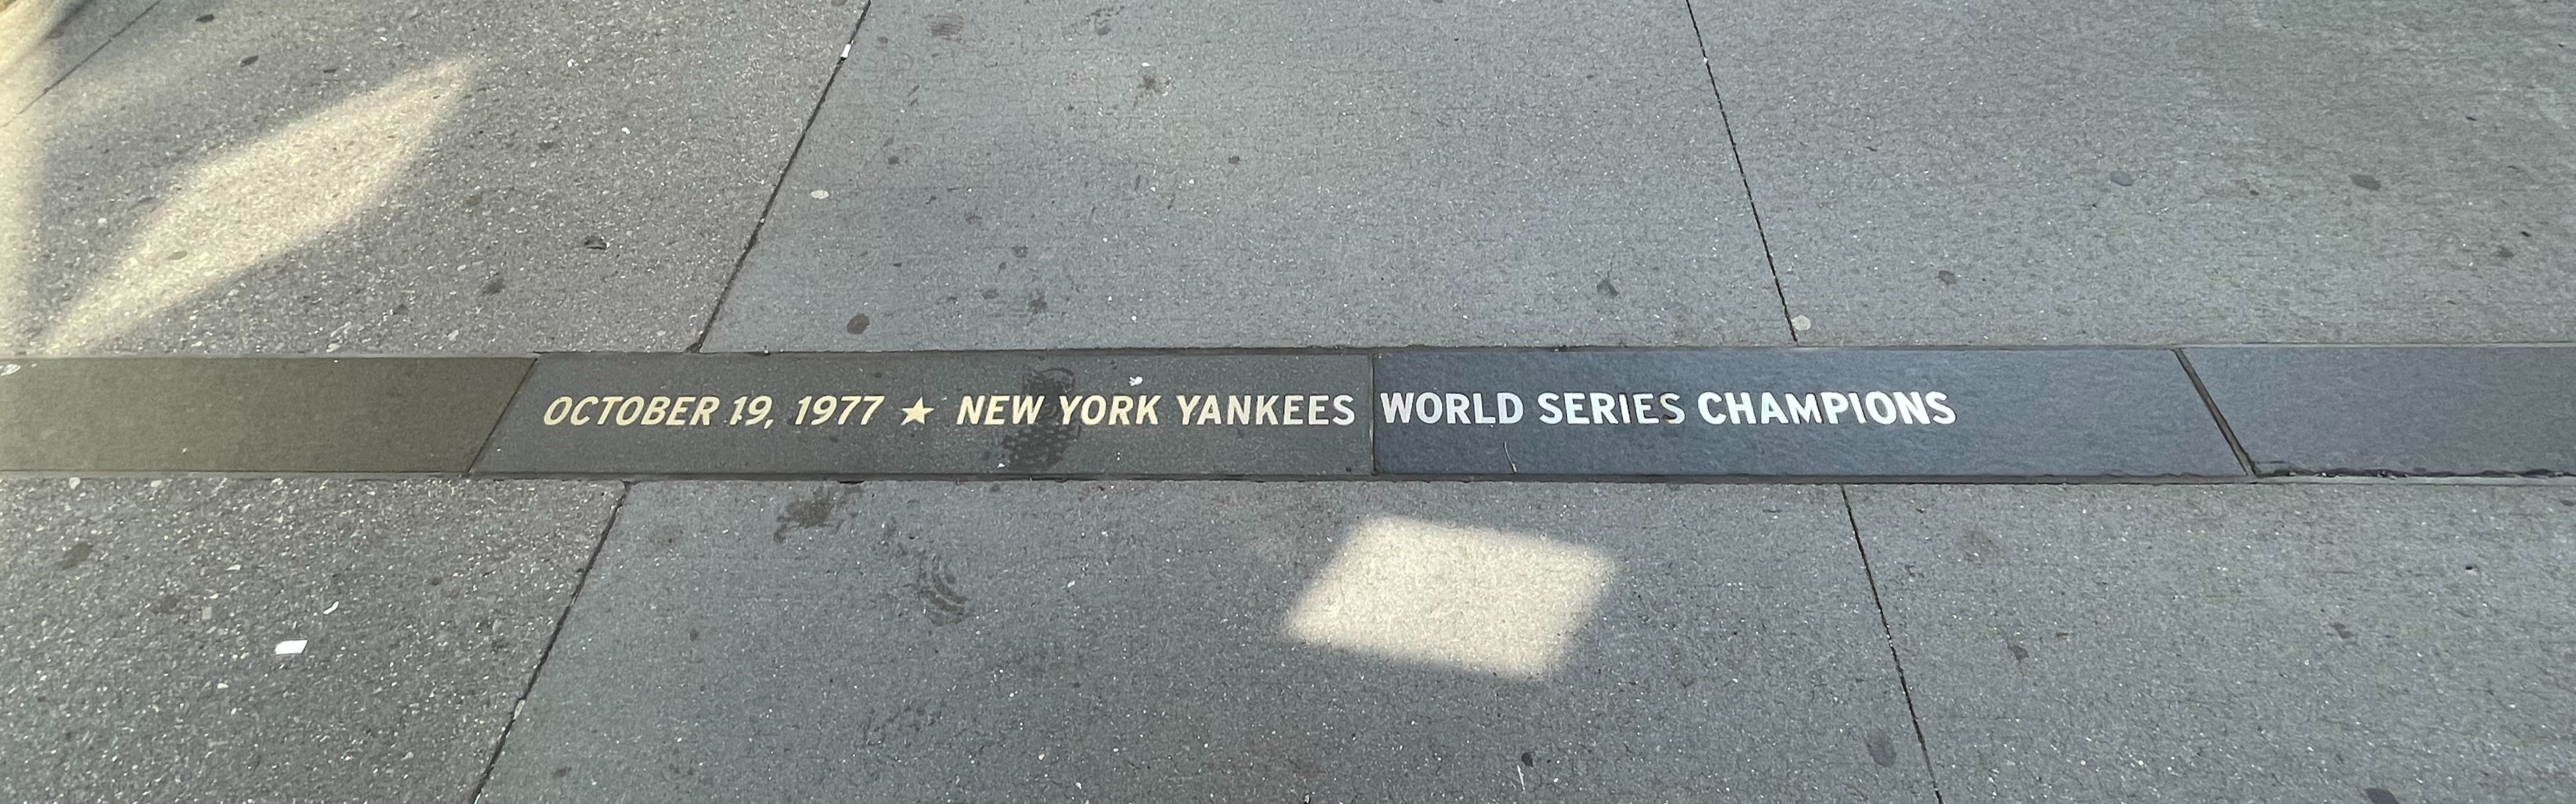 OCTOBER 19, 1977 ★ NEW YORK YANKEES WORLD SERIES CHAMPIONS